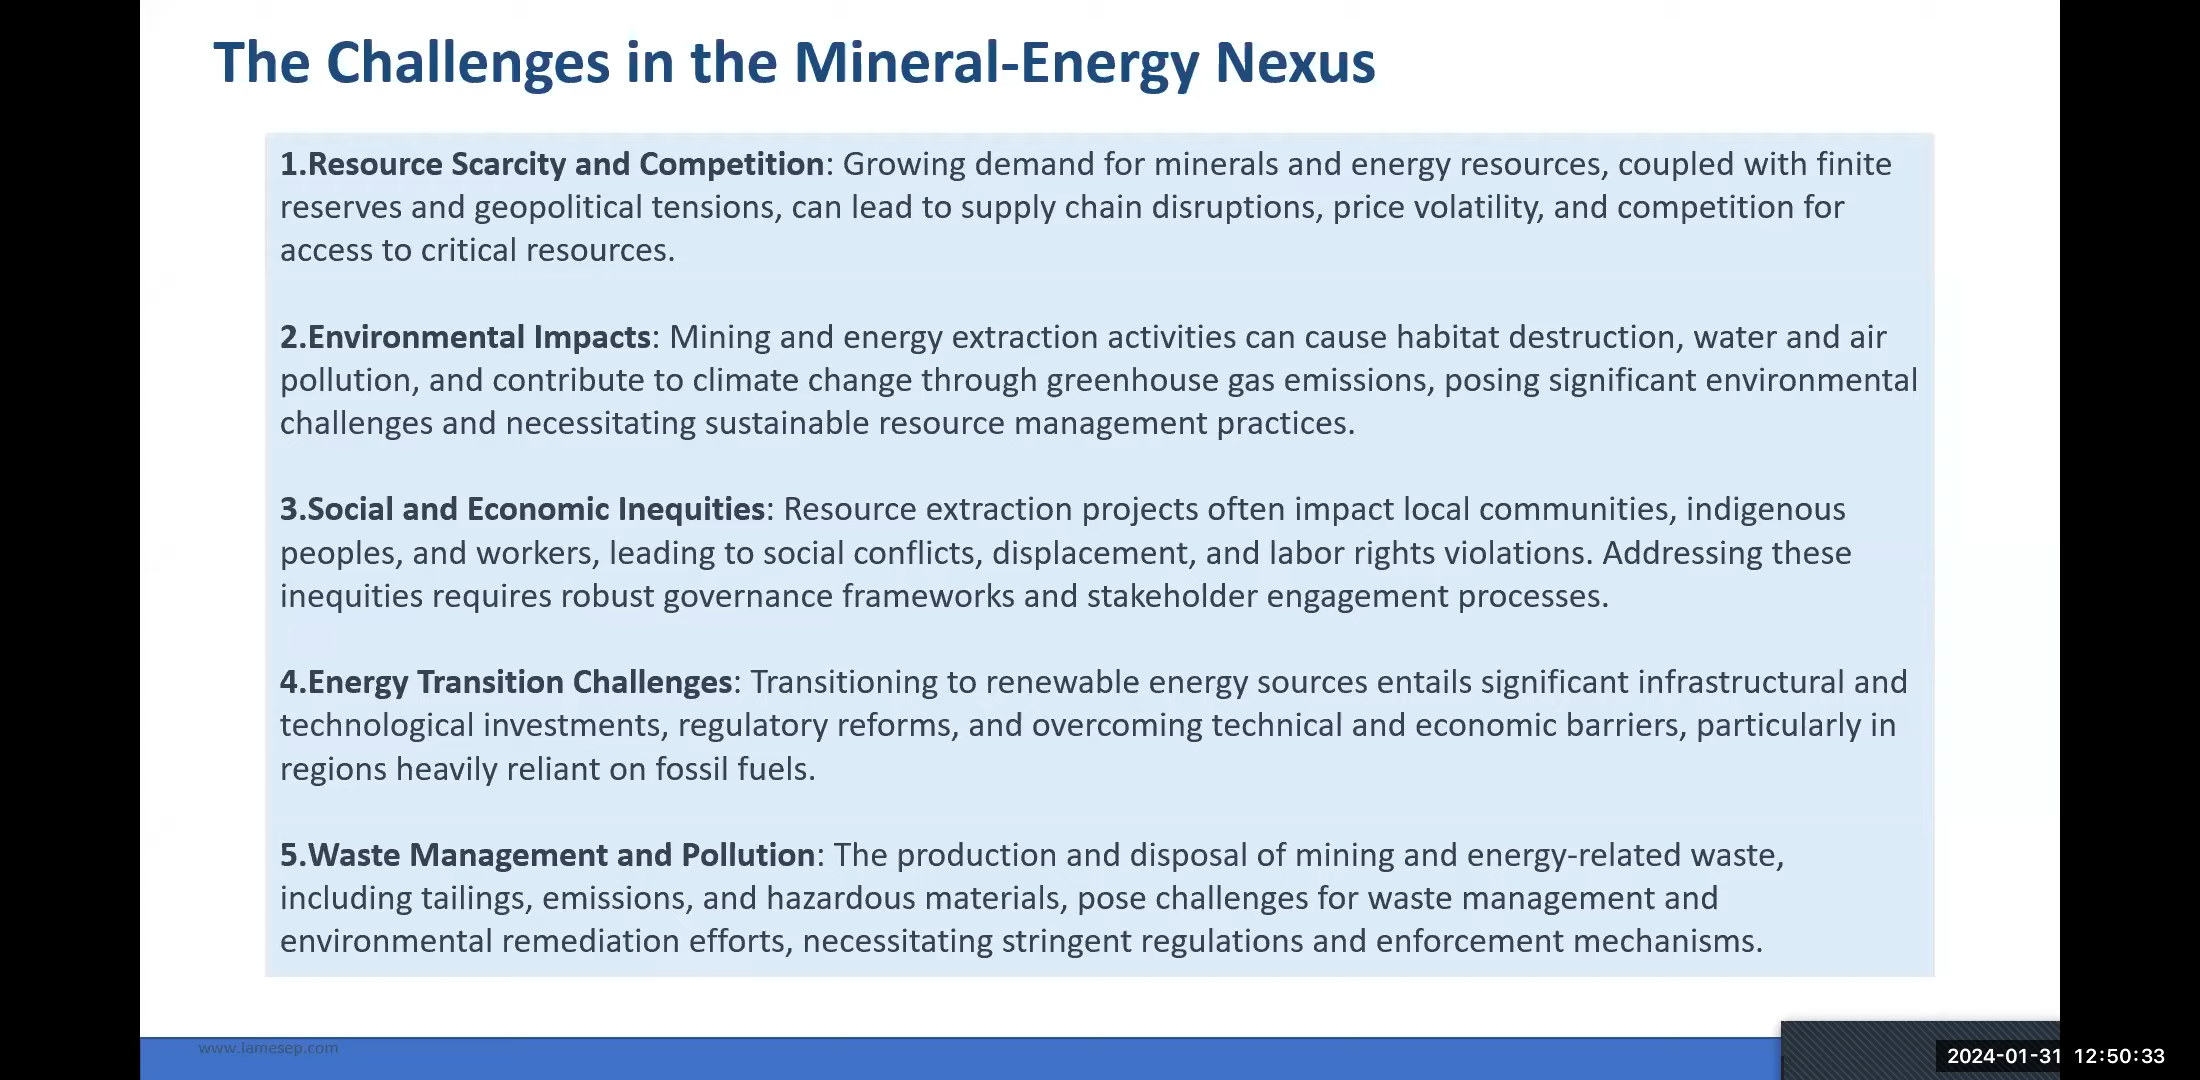 The Challenges in the Mineral-Energy Nexus
1.Resource Scarcity and Competition: Growing demand for minerals and energy resources, coupled with finite
reserves and geopolitical tensions, can lead to supply chain disruptions, price volatility, and competition for
access to critical resources.
2.Environmental Impacts: Mining and energy extraction activities can cause habitat destruction, water and air
pollution, and contribute to climate change through greenhouse gas emissions, posing significant environmental
challenges and necessitating sustainable resource management practices.
3.Social and Economic Inequities: Resource extraction projects often impact local communities, indigenous
peoples, and workers, leading to social conflicts, displacement, and labor rights violations. Addressing these
inequities requires robust governance frameworks and stakeholder engagement processes.
4.Energy Transition Challenges: Transitioning to renewable energy sources entails significant infrastructural and
technological investments, regulatory reforms, and overcoming technical and economic barriers, particularly in
regions heavily reliant on fossil fuels.
5.Waste Management and Pollution: The production and disposal of mining and energy-related waste,
including tailings, emissions, and hazardous materials, pose challenges for waste management and
environmental remediation efforts, necessitating stringent regulations and enforcement mechanisms.
www.lamesep.com
2024-01-31 12:50:33